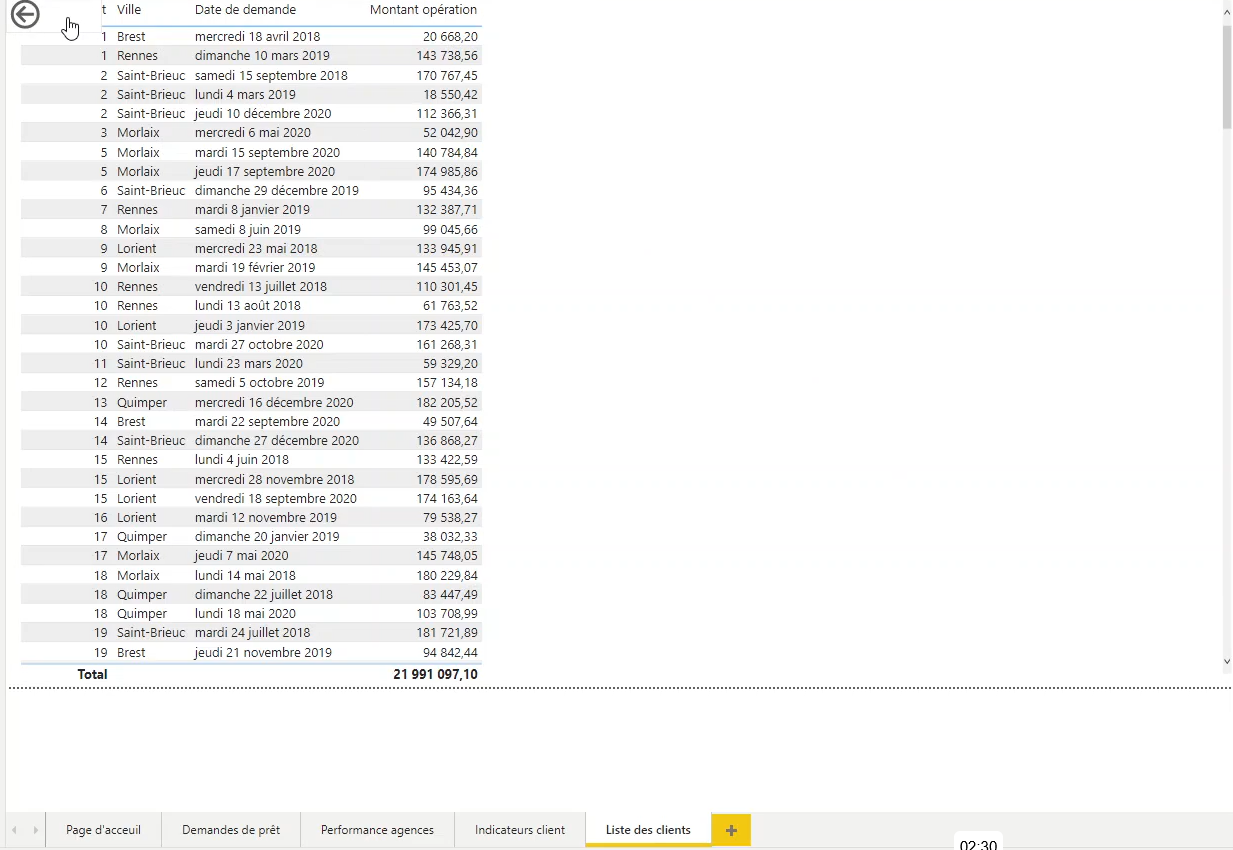 t Ville Date de demande Montant opération
1 Brest mercredi 18 avril 2018 20 668,20
1 Rennes dimanche 10 mars 2019 143 738,56
2 Saint-Brieuc samedi 15 septembre 2018 170 767,45
2 Saint-Brieuc lundi 4 mars 2019 18 550,42
2 Saint-Brieuc jeudi 10 décembre 2020 112 366,31
3 Morlaix mercredi 6 mai 2020 52 042,90
5 Morlaix mardi 15 septembre 2020 140 784,84
5 Morlaix jeudi 17 septembre 2020 174 985,86
6 Saint-Brieuc dimanche 29 décembre 2019 95 434,36
7 Rennes mardi 8 janvier 2019 132 387,71
8 Morlaix samedi 8 juin 2019 99 045,66
9 Lorient mercredi 23 mai 2018 133 945,91
9 Morlaix mardi 19 février 2019 145 453,07
10 Rennes vendredi 13 juillet 2018 110 301,45
10 Rennes lundi 13 août 2018 61 763,52
10 Lorient jeudi 3 janvier 2019 173 425,70
10 Saint-Brieuc mardi 27 octobre 2020 161 268,31
11 Saint-Brieuc lundi 23 mars 2020 59 329,20
12 Rennes samedi 5 octobre 2019 157 134,18
13 Quimper mercredi 16 décembre 2020 182 205,52
14 Brest mardi 22 septembre 2020 49 507,64
14 Saint-Brieuc dimanche 27 décembre 2020 136 868,27
15 Rennes lundi 4 juin 2018 133 422,59
15 Lorient mercredi 28 novembre 2018 178 595,69
15 Lorient vendredi 18 septembre 2020 174 163,64
16 Lorient mardi 12 novembre 2019 79 538,27
17 Quimper dimanche 20 janvier 2019 38 032,33
17 Morlaix jeudi 7 mai 2020 145 748,05
18 Morlaix lundi 14 mai 2018 180 229,84
18 Quimper dimanche 22 juillet 2018 83 447,49
18 Quimper lundi 18 mai 2020 103 708,99
19 Saint-Brieuc mardi 24 juillet 2018 181 721,89
19 Brest jeudi 21 novembre 2019 94 842,44
Total 21 991 097,10
Page d'acceuil Demandes de prêt Performance agences Indicateurs client Liste des clients +
02:30